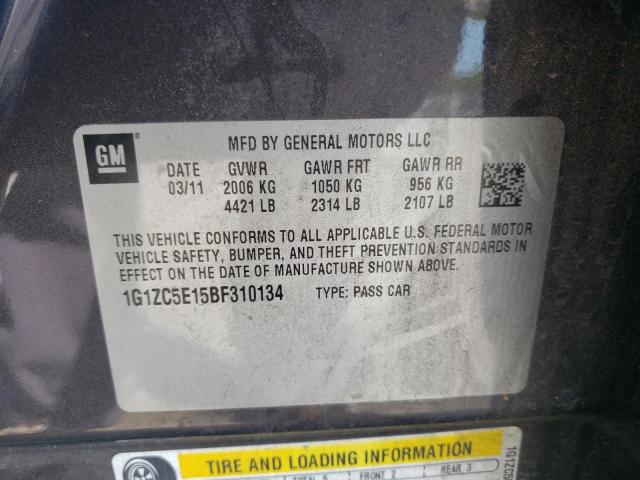 GM
MFD BY GENERAL MOTORS LLC
DATE GVWR GAWR FRT GAWR RR
03/11 2006 KG 1050 KG 956 KG
4421 LB 2314 LB 2107 LB
THIS VEHICLE CONFORMS TO ALL APPLICABLE U.S. FEDERAL MOTOR
VEHICLE SAFETY, BUMPER, AND THEFT PREVENTION STANDARDS IN
EFFECT ON THE DATE OF MANUFACTURE SHOWN ABOVE.
1G1ZC5E15BF310134 TYPE: PASS CAR
TIRE AND LOADING INFORMATION
FRONT 2 REAR 3
1G1ZC5